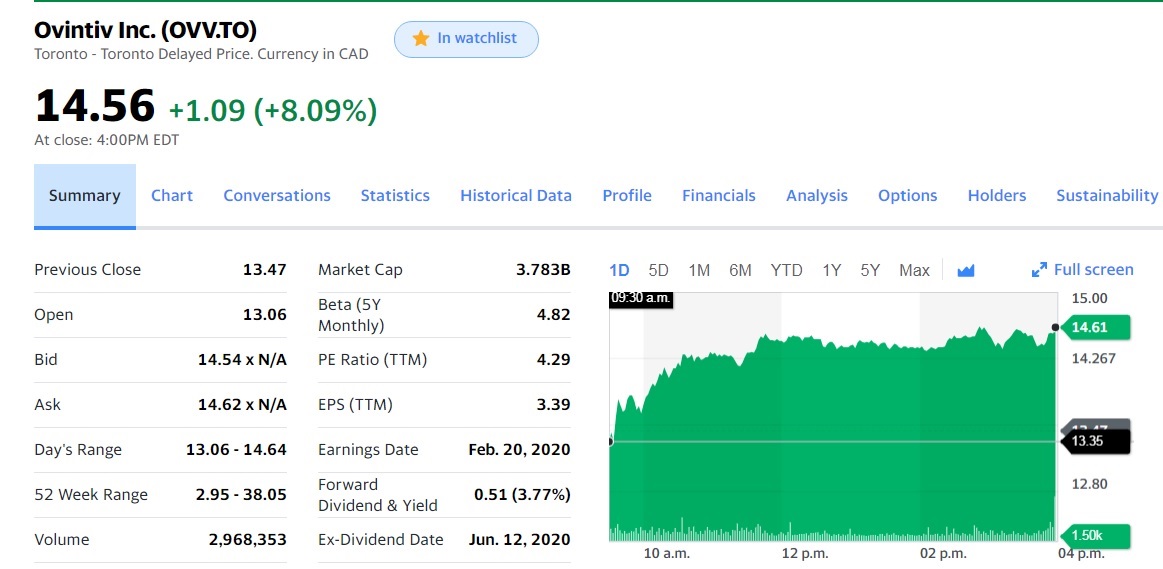 Ovintiv Inc. (OVV.TO)
In watchlist
Toronto - Toronto Delayed Price. Currency in CAD
14.56 +1.09 (+8.09%)
At close: 4:00PM EDT
Summary Chart Conversations Statistics Historical Data Profile Financials Analysis Options Holders Sustainability
Previous Close 13.47
Open 13.06
Bid 14.54 x N/A
Ask 14.62 x N/A
Day's Range 13.06 - 14.64
52 Week Range 2.95 - 38.05
Volume 2,968,353
Market Cap 3.783B
Beta (5Y
Monthly) 4.82
PE Ratio (TTM) 4.29
EPS (TTM) 3.39
Earnings Date Feb. 20, 2020
Forward
Dividend & Yield 0.51 (3.77%)
Ex-Dividend Date Jun. 12, 2020
1D 5D 1M 6M YTD 1Y 5Y Max Full screen
09:30 a.m.
15.00
14.61
14.267
13.47
13.35
12.80
1.50k
10 a.m. 12 p.m. 02 p.m. 04 p.m.